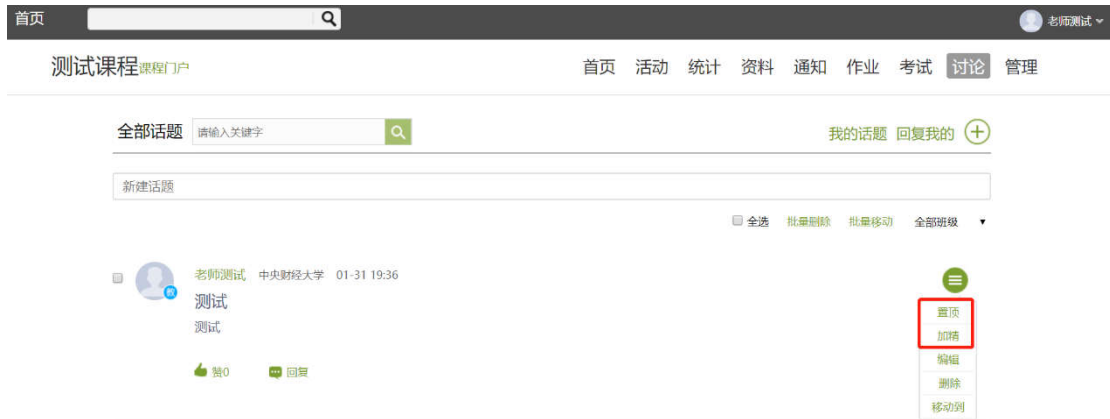 首页 老师测试
测试课程课程门户 首页 活动 统计 资料 通知 作业 考试 讨论 管理
全部话题 请输入关键字 我的话题 回复我的
新建话题
全选 批量删除 批量移动 全部班级
老师测试 中央财经大学 01-31 19:36
教
测试
测试
置顶
加精
编辑
删除
移动到
赞0 回复